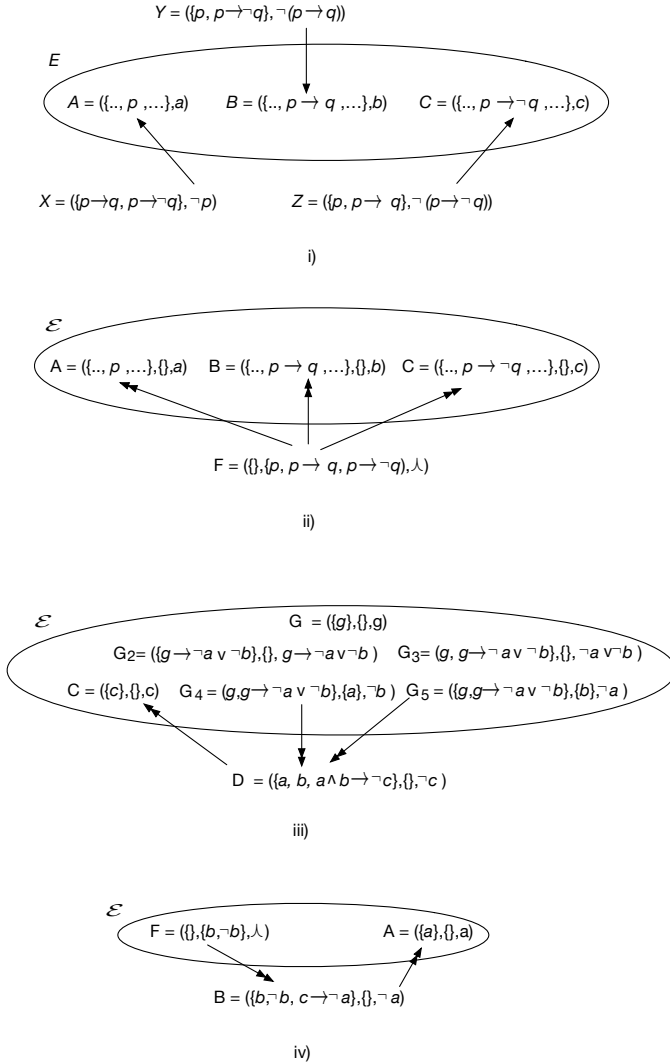 Y = ({p, p→¬q}, ¬(p→q))
E
A = ({.., p ,…},a) B = ({.., p → q ,…},b) C = ({.., p →¬q ,…},c)
X = ({p→q, p→¬q},¬p) Z = ({p, p→ q},¬(p→¬q))
i)
ℰ
A = ({.., p ,…},{},a) B = ({.., p → q ,…},{},b) C = ({.., p → ¬q ,…},{},c)
F = ({},{p, p→ q, p→¬q),⋏)
ii)
ℰ
G = ({g},{},g)
G2= ({g→¬a v ¬b},{}, g→¬a v¬b ) G3=(g, g→¬a v ¬b},{}, ¬a v¬b )
C = ({c},{},c) G4 = (g,g→¬a v ¬b},{a},¬b ) G5 = ({g,g→¬a v ¬b},{b},¬a )
D = ({a, b, a∧b→¬c},{},¬c )
iii)
ℰ
F = ({},{b,¬b},⋏) A = ({a},{},a)
B = ({b,¬b, c→¬a},{},¬a)
iv)